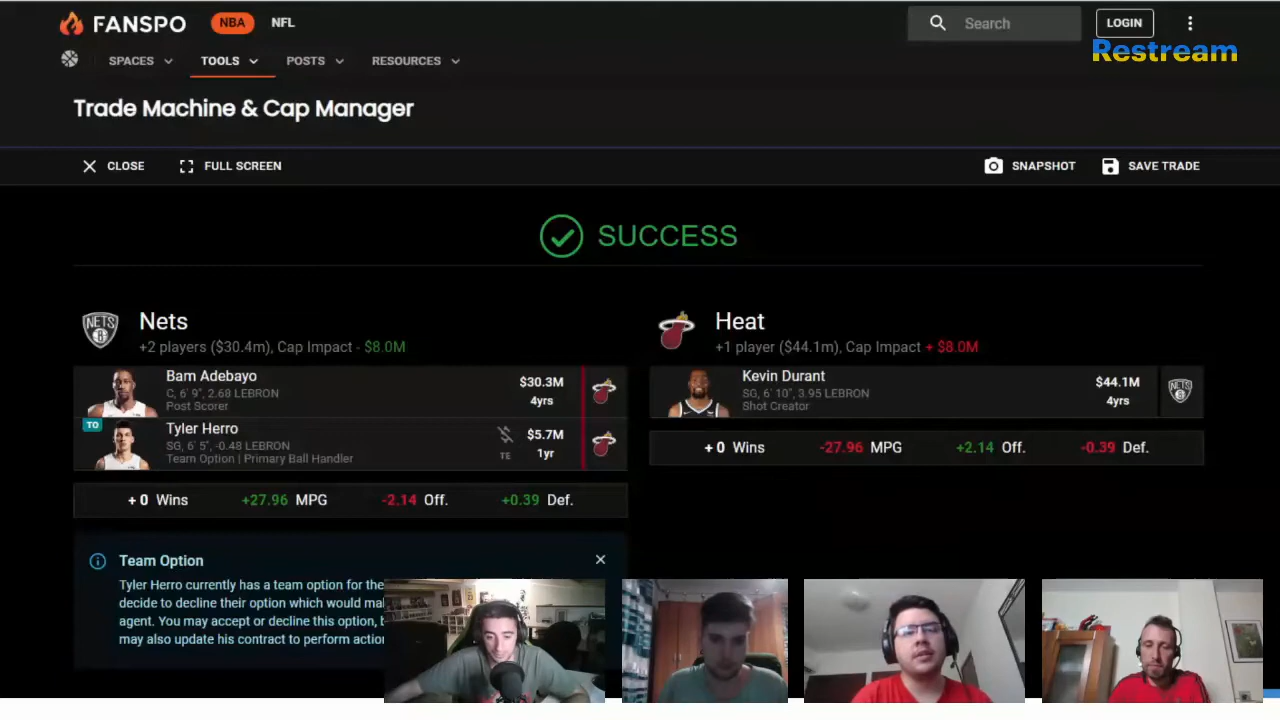 FANSPO
NBA
NFL
Search
LOGIN
Restream
SPACES
TOOLS
POSTS
RESOURCES
Trade Machine & Cap Manager
CLOSE
FULL SCREEN
SNAPSHOT
SAVE TRADE
SUCCESS
Nets
+2 players ($30.4m), Cap Impact - $8.0M
Bam Adebayo
C, 6' 9", 2.68 LEBRON
Post Scorer
$30.3M
4yrs
TO
Tyler Herro
SG, 6' 5", -0.48 LEBRON
Team Option | Primary Ball Handler
TE
$5.7M
1yr
+ 0 Wins +27.96 MPG -2.14 Off. +0.39 Def.
Heat
+1 player ($44.1m), Cap Impact + $8.0M
Kevin Durant
SG, 6' 10", 3.95 LEBRON
Shot Creator
$44.1M
4yrs
+ 0 Wins -27.96 MPG +2.14 Off. -0.39 Def.
Team Option
Tyler Herro currently has a team option for the
decide to decline their option which would
agent. You may accept or decline this option,
may also update his contract to perform